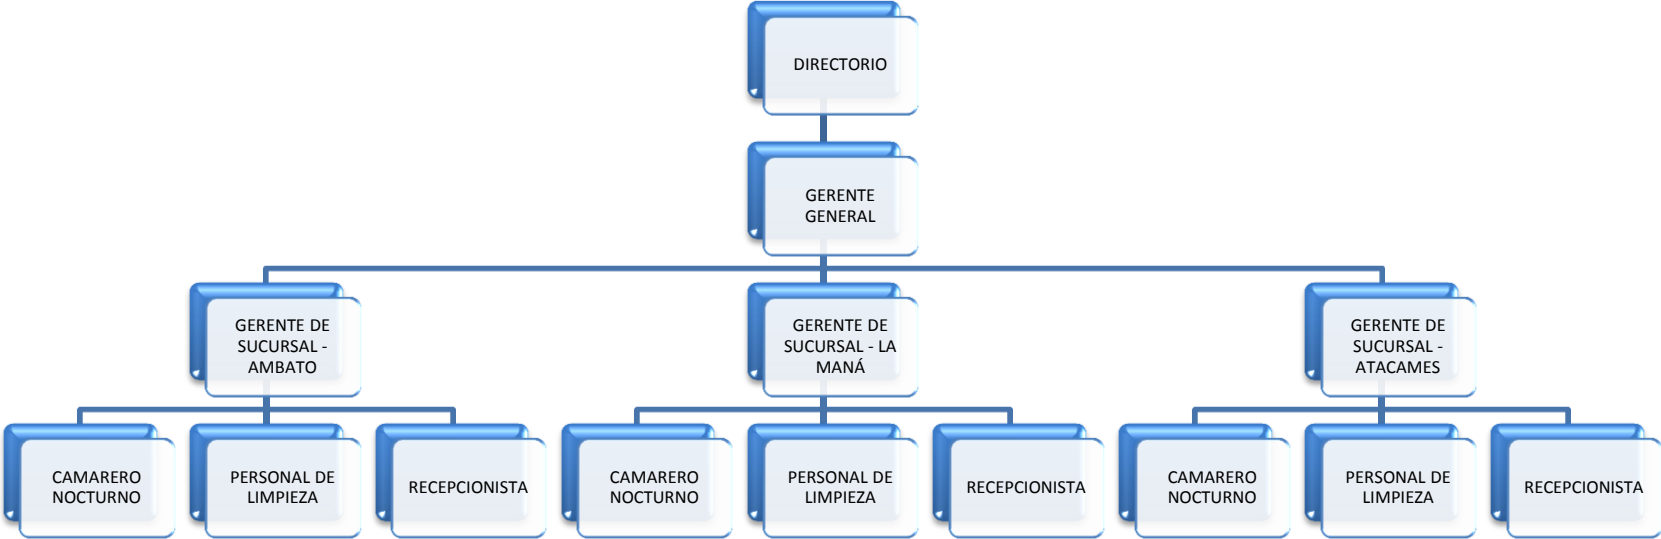 DIRECTORIO
GERENTE
GENERAL
GERENTE DE
SUCURSAL -
AMBATO
GERENTE DE
SUCURSAL - LA
MANÁ
GERENTE DE
SUCURSAL -
ATACAMES
CAMARERO
NOCTURNO
PERSONAL DE
LIMPIEZA
RECEPCIONISTA
CAMARERO
NOCTURNO
PERSONAL DE
LIMPIEZA
RECEPCIONISTA
CAMARERO
NOCTURNO
PERSONAL DE
LIMPIEZA
RECEPCIONISTA